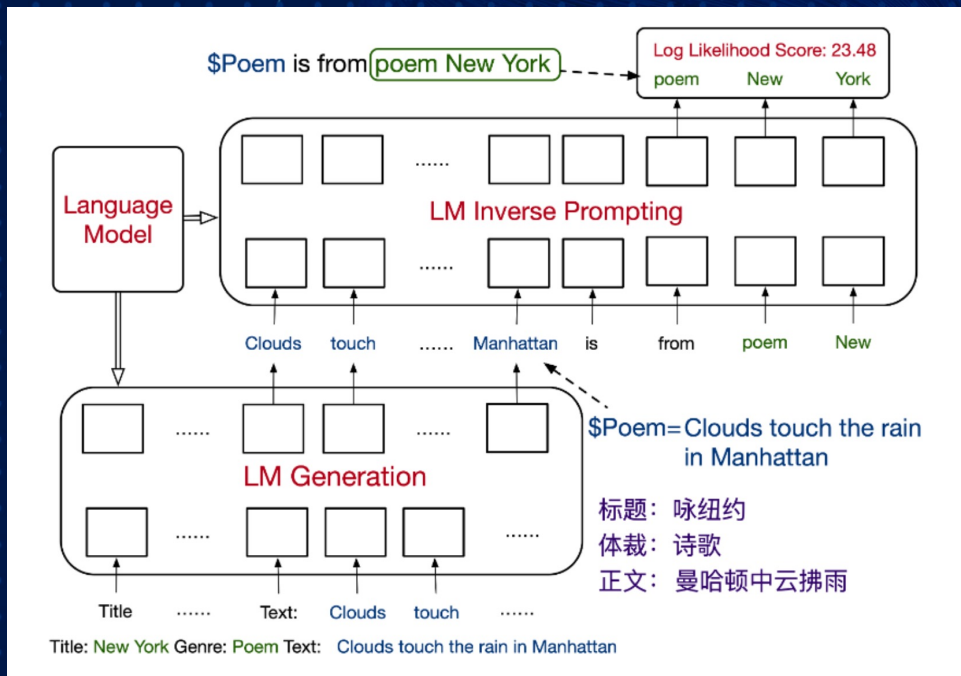 Log Likelihood Score: 23.48
$Poem is from poem New York
poem New York
Language Model
LM Inverse Prompting
......
......
Clouds touch ...... Manhattan is from poem New
...... ......
$Poem= Clouds touch the rain
in Manhattan
LM Generation
标题：咏纽约
体裁：诗歌
正文：曼哈顿中云拂雨
...... ......
Title ...... Text: Clouds touch ......
Title: New York Genre: Poem Text: Clouds touch the rain in Manhattan